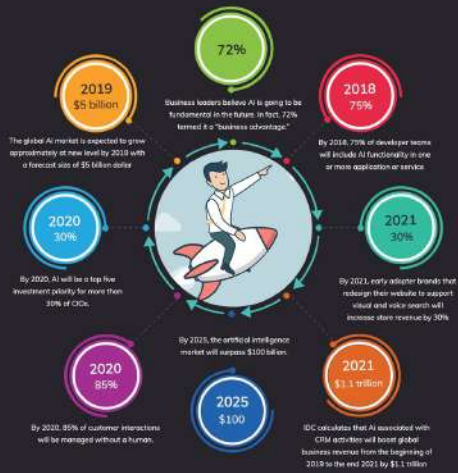 72%
Business leaders believe AI is going to be
fundamental in the future. In fact, 72%
termed it a "business advantage."
2019
$5 billion
The global AI market is expected to grow
approximately at new level by 2019 with
a forecast size of $5 billion dollar
2018
75%
By 2018, 75% of developer teams
will include AI functionality in one
or more application or service
2020
30%
By 2020, AI will be a top five
investment priority for more than
30% of CIOs.
2021
30%
By 2021, early adopter brands that
redesign their website to support
visual and voice search will
increase store revenue by 30%
2020
85%
By 2020, 85% of customer interactions
will be managed without a human.
By 2025, the artificial intelligence
market will surpass $100 billion.
2025
$100
2021
$1.1 trillion
IDC calculates that AI associated with
CRM activities will boost global
business revenue from the beginning of
2019 to the end 2021 by $1.1 trillion